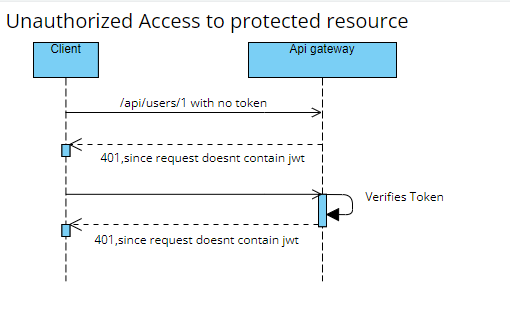 Unauthorized Access to protected resource
Client
Api gateway
/api/users/1 with no token
401,since request doesnt contain jwt
Verifies Token
401,since request doesnt contain jwt